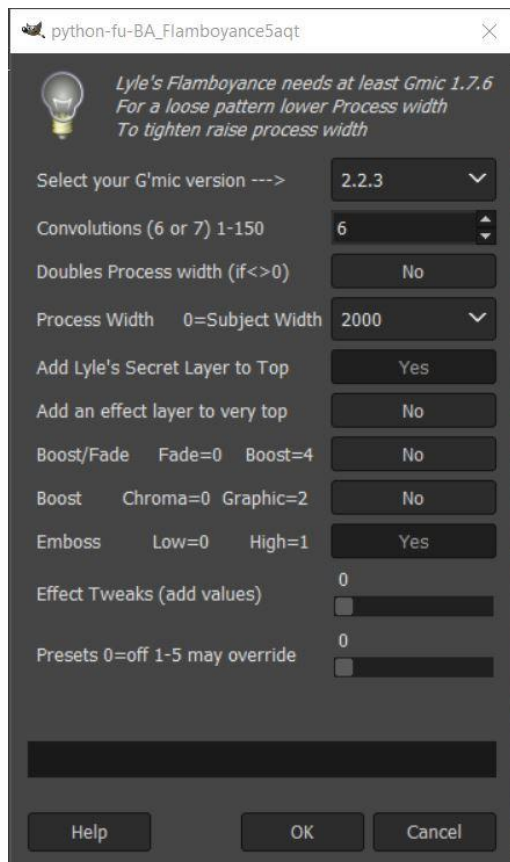 python-fu-BA_Flamboyance5aqt
Lyle's Flamboyance needs at least Gmic 1.7.6
For a loose pattern lower Process width
To tighten raise process width
Select your G'mic version ---> 2.2.3
Convolutions (6 or 7) 1-150 6
Doubles Process width (if<>0) No
Process Width 0=Subject Width 2000
Add Lyle's Secret Layer to Top Yes
Add an effect layer to very top No
Boost/Fade Fade=0 Boost=4 No
Boost Chroma=0 Graphic=2 No
Emboss Low=0 High=1 Yes
Effect Tweaks (add values) 0
Presets 0=off 1-5 may override 0
Help OK Cancel